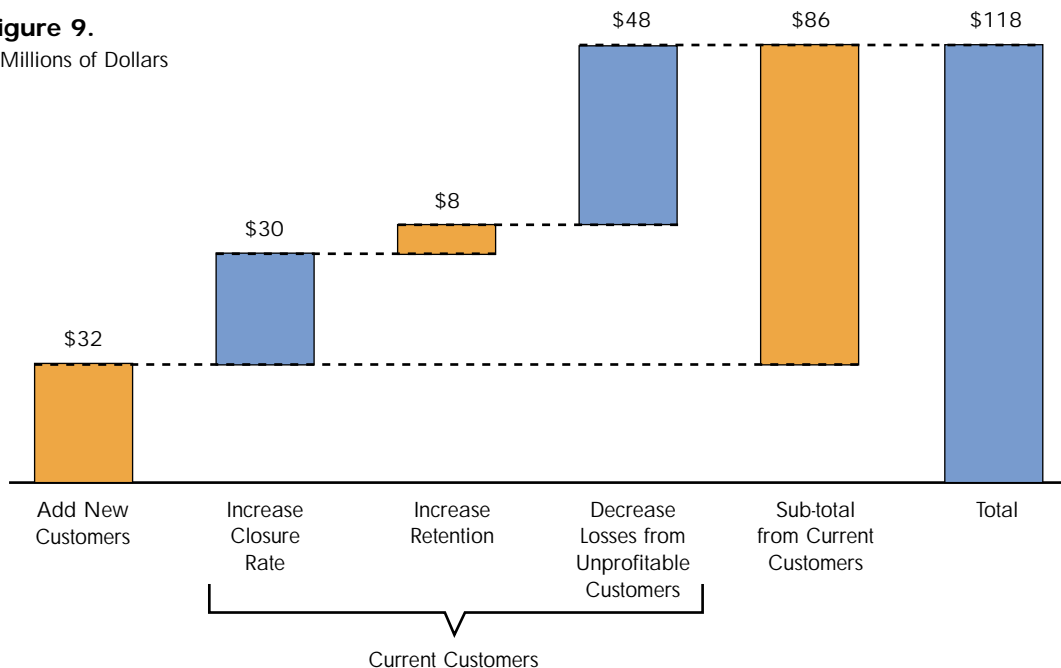 igure 9.
Millions of Dollars
$48
$86
$118
$8
$30
$32
Add New
Customers
Increase
Closure
Rate
Increase
Retention
Decrease
Losses from
Unprofitable
Customers
Sub-total
from Current
Customers
Total
Current Customers